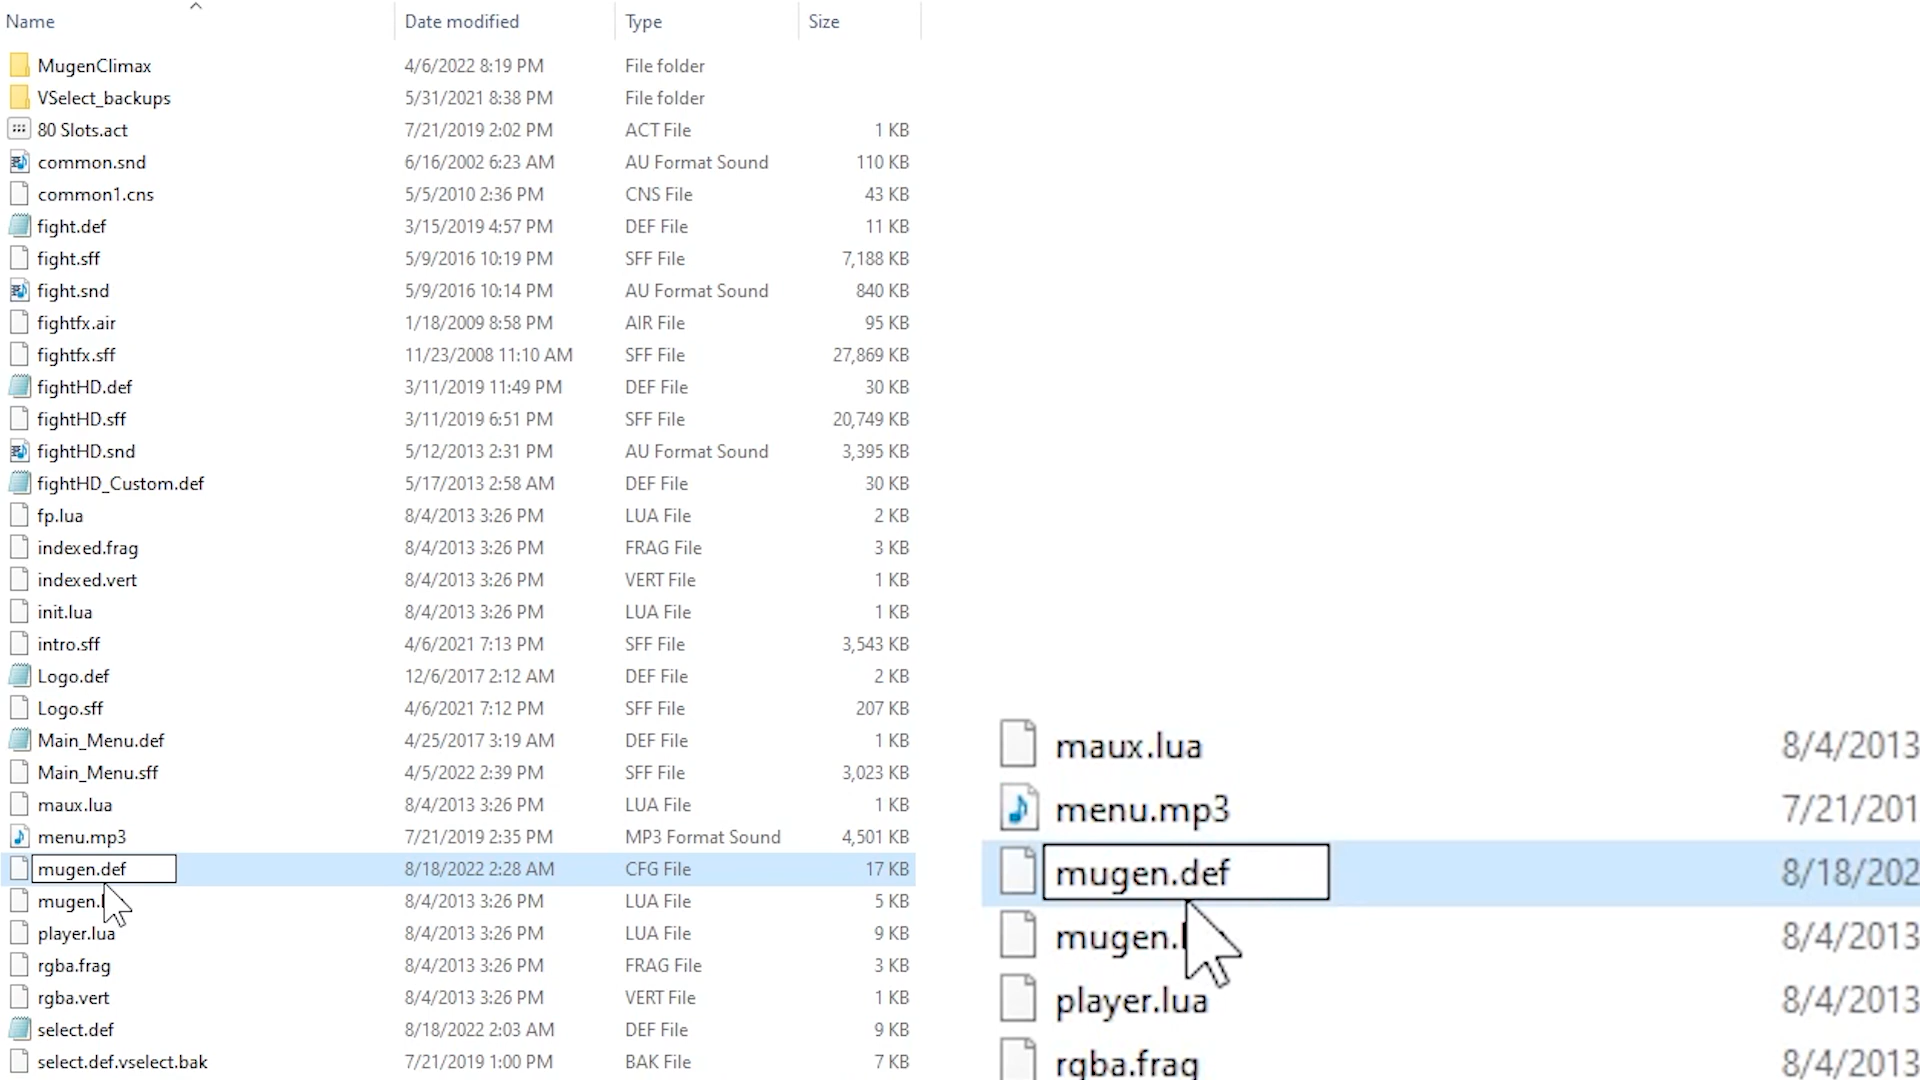 Name Date modified Type Size
MugenClimax 4/6/2022 8:19 PM File folder
VSelect_backups 5/31/2021 8:38 PM File folder
80 Slots.act 7/21/2019 2:02 PM ACT File 1 KB
common.snd 6/16/2002 6:23 AM AU Format Sound 110 KB
common1.cns 5/5/2010 2:36 PM CNS File 43 KB
fight.def 3/15/2019 4:57 PM DEF File 11 KB
fight.sff 5/9/2016 10:19 PM SFF File 7,188 KB
fight.snd 5/9/2016 10:14 PM AU Format Sound 840 KB
fightfx.air 1/18/2009 8:58 PM AIR File 95 KB
fightfx.sff 11/23/2008 11:10 AM SFF File 27,869 KB
fightHD.def 3/11/2019 11:49 PM DEF File 30 KB
fightHD.sff 3/11/2019 6:51 PM SFF File 20,749 KB
fightHD.snd 5/12/2013 2:31 PM AU Format Sound 3,395 KB
fightHD_Custom.def 5/17/2013 2:58 AM DEF File 30 KB
fp.lua 8/4/2013 3:26 PM LUA File 2 KB
indexed.frag 8/4/2013 3:26 PM FRAG File 3 KB
indexed.vert 8/4/2013 3:26 PM VERT File 1 KB
init.lua 8/4/2013 3:26 PM LUA File 1 KB
intro.sff 4/6/2021 7:13 PM SFF File 3,543 KB
Logo.def 12/6/2017 2:12 AM DEF File 2 KB
Logo.sff 4/6/2021 7:12 PM SFF File 207 KB
Main_Menu.def 4/25/2017 3:19 AM DEF File 1 KB
Main_Menu.sff 4/5/2022 2:39 PM SFF File 3,023 KB
maux.lua 8/4/2013 3:26 PM LUA File 1 KB
menu.mp3 7/21/2019 2:35 PM MP3 Format Sound 4,501 KB
mugen.def 8/18/2022 2:28 AM CFG File 17 KB
mugen.l 8/4/2013 3:26 PM LUA File 5 KB
player.lua 8/4/2013 3:26 PM LUA File 9 KB
rgba.frag 8/4/2013 3:26 PM FRAG File 3 KB
rgba.vert 8/4/2013 3:26 PM VERT File 1 KB
select.def 8/18/2022 2:03 AM DEF File 9 KB
select.def.vselect.bak 7/21/2019 1:00 PM BAK File 7 KB
maux.lua 8/4/2013
menu.mp3 7/21/201
mugen.def 8/18/202
mugen.l 8/4/2013
player.lua 8/4/2013
rgba.frag 8/4/2013